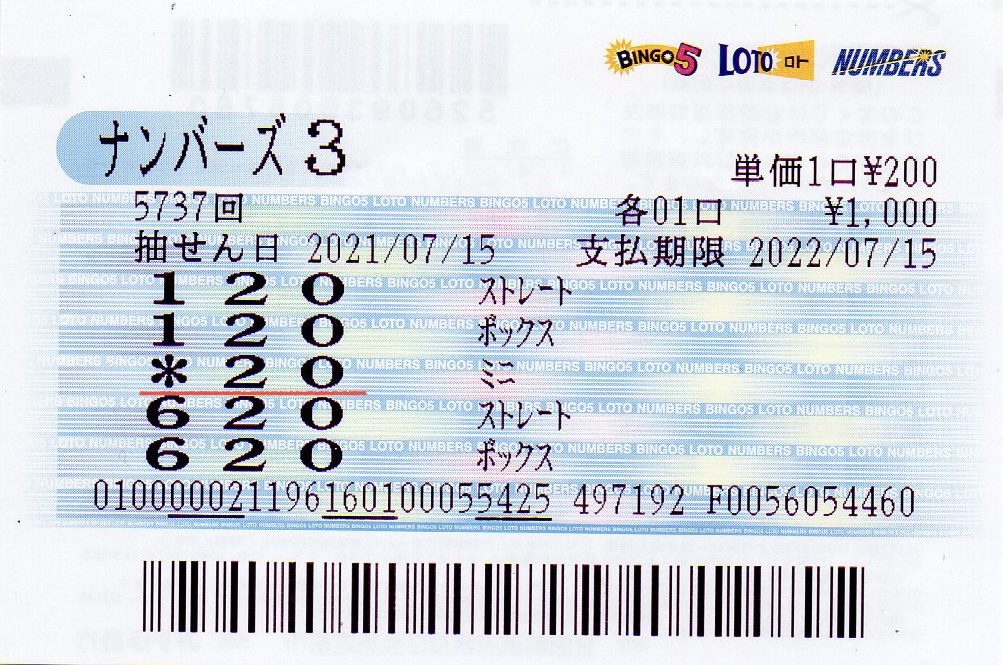 BINGO5 LOTO ロト NUMBERS
ナンバーズ3
単価1口¥200
5737回 各01口 ¥1,000
抽せん日 2021/07/15 支払期限 2022/07/15
1 2 0 ストレート
1 2 0 ボックス
* 2 0 ミニ
6 2 0 ストレート
6 2 0 ボックス
010000021196160100055425 497192 F0056054460